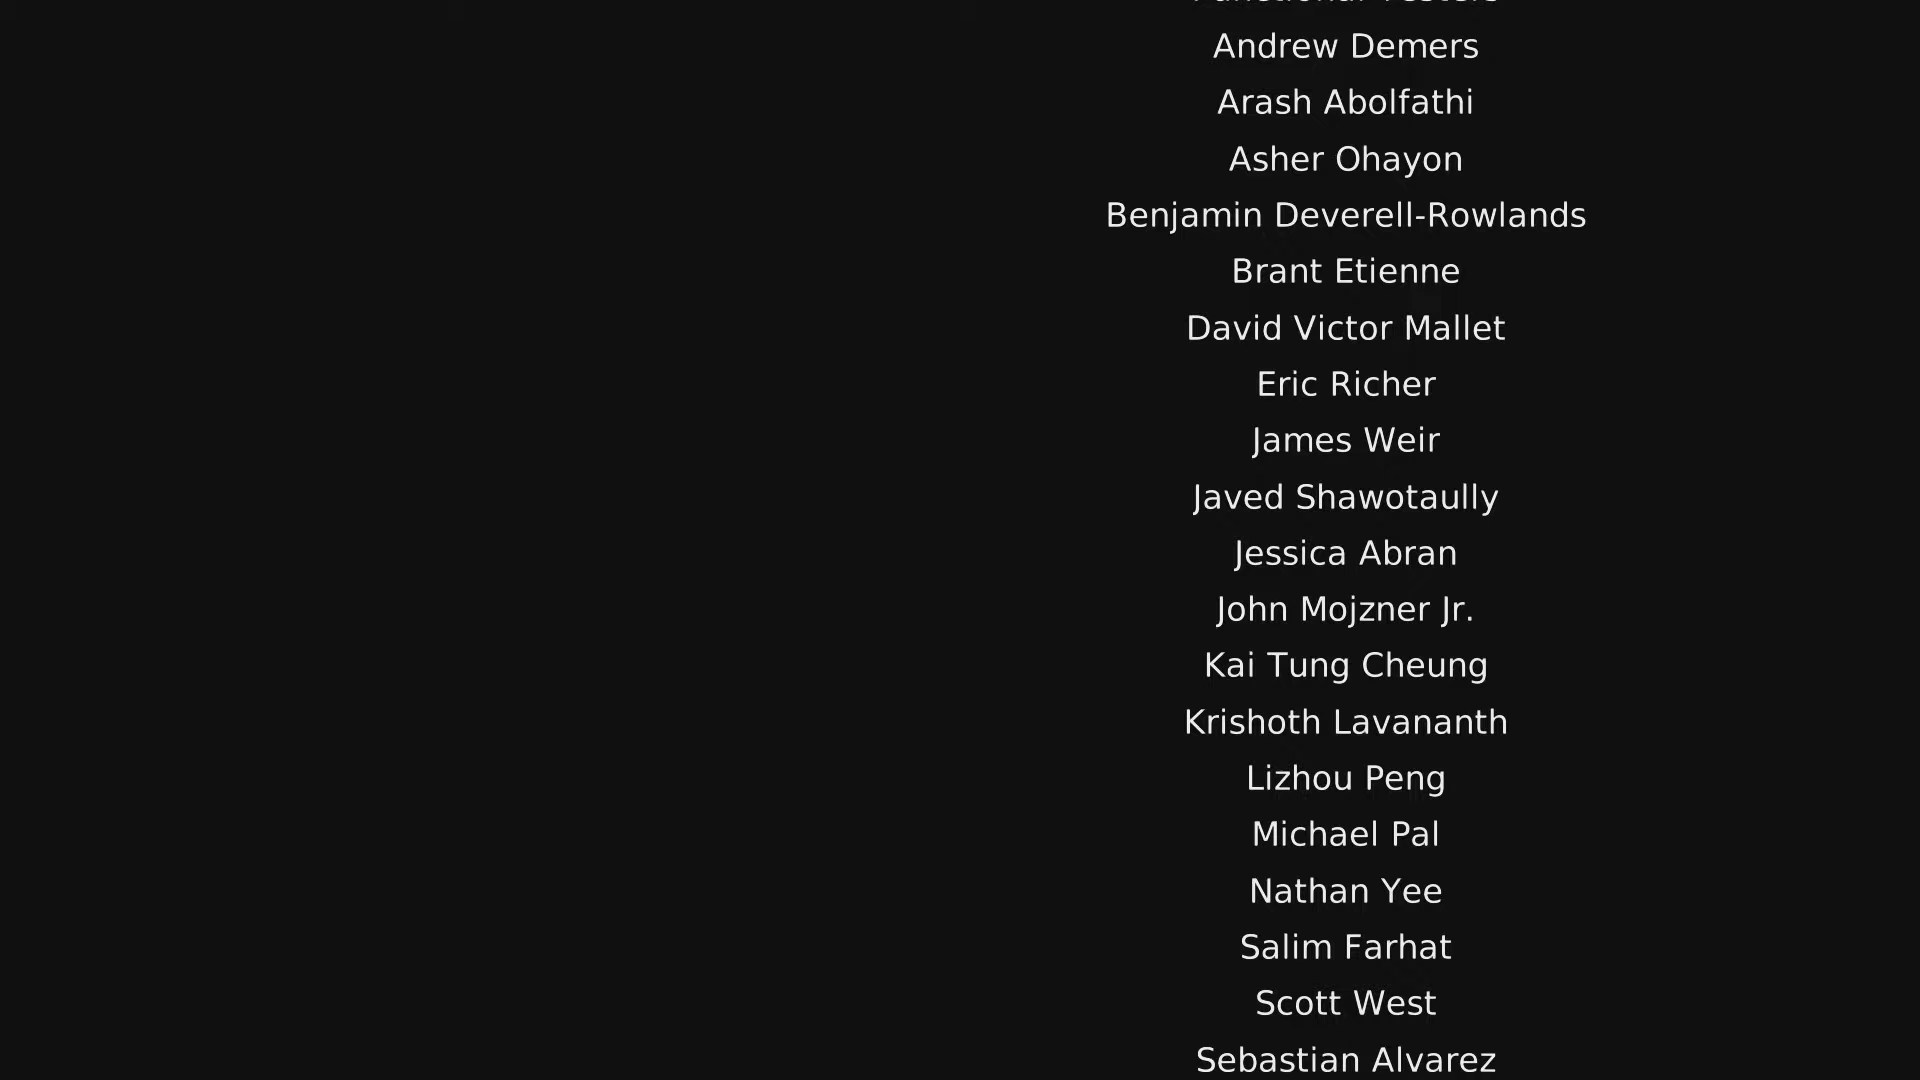 Functional Testers
Andrew Demers
Arash Abolfathi
Asher Ohayon
Benjamin Deverell-Rowlands
Brant Etienne
David Victor Mallet
Eric Richer
James Weir
Javed Shawotaully
Jessica Abran
John Mojzner Jr.
Kai Tung Cheung
Krishoth Lavananth
Lizhou Peng
Michael Pal
Nathan Yee
Salim Farhat
Scott West
Sebastian Alvarez